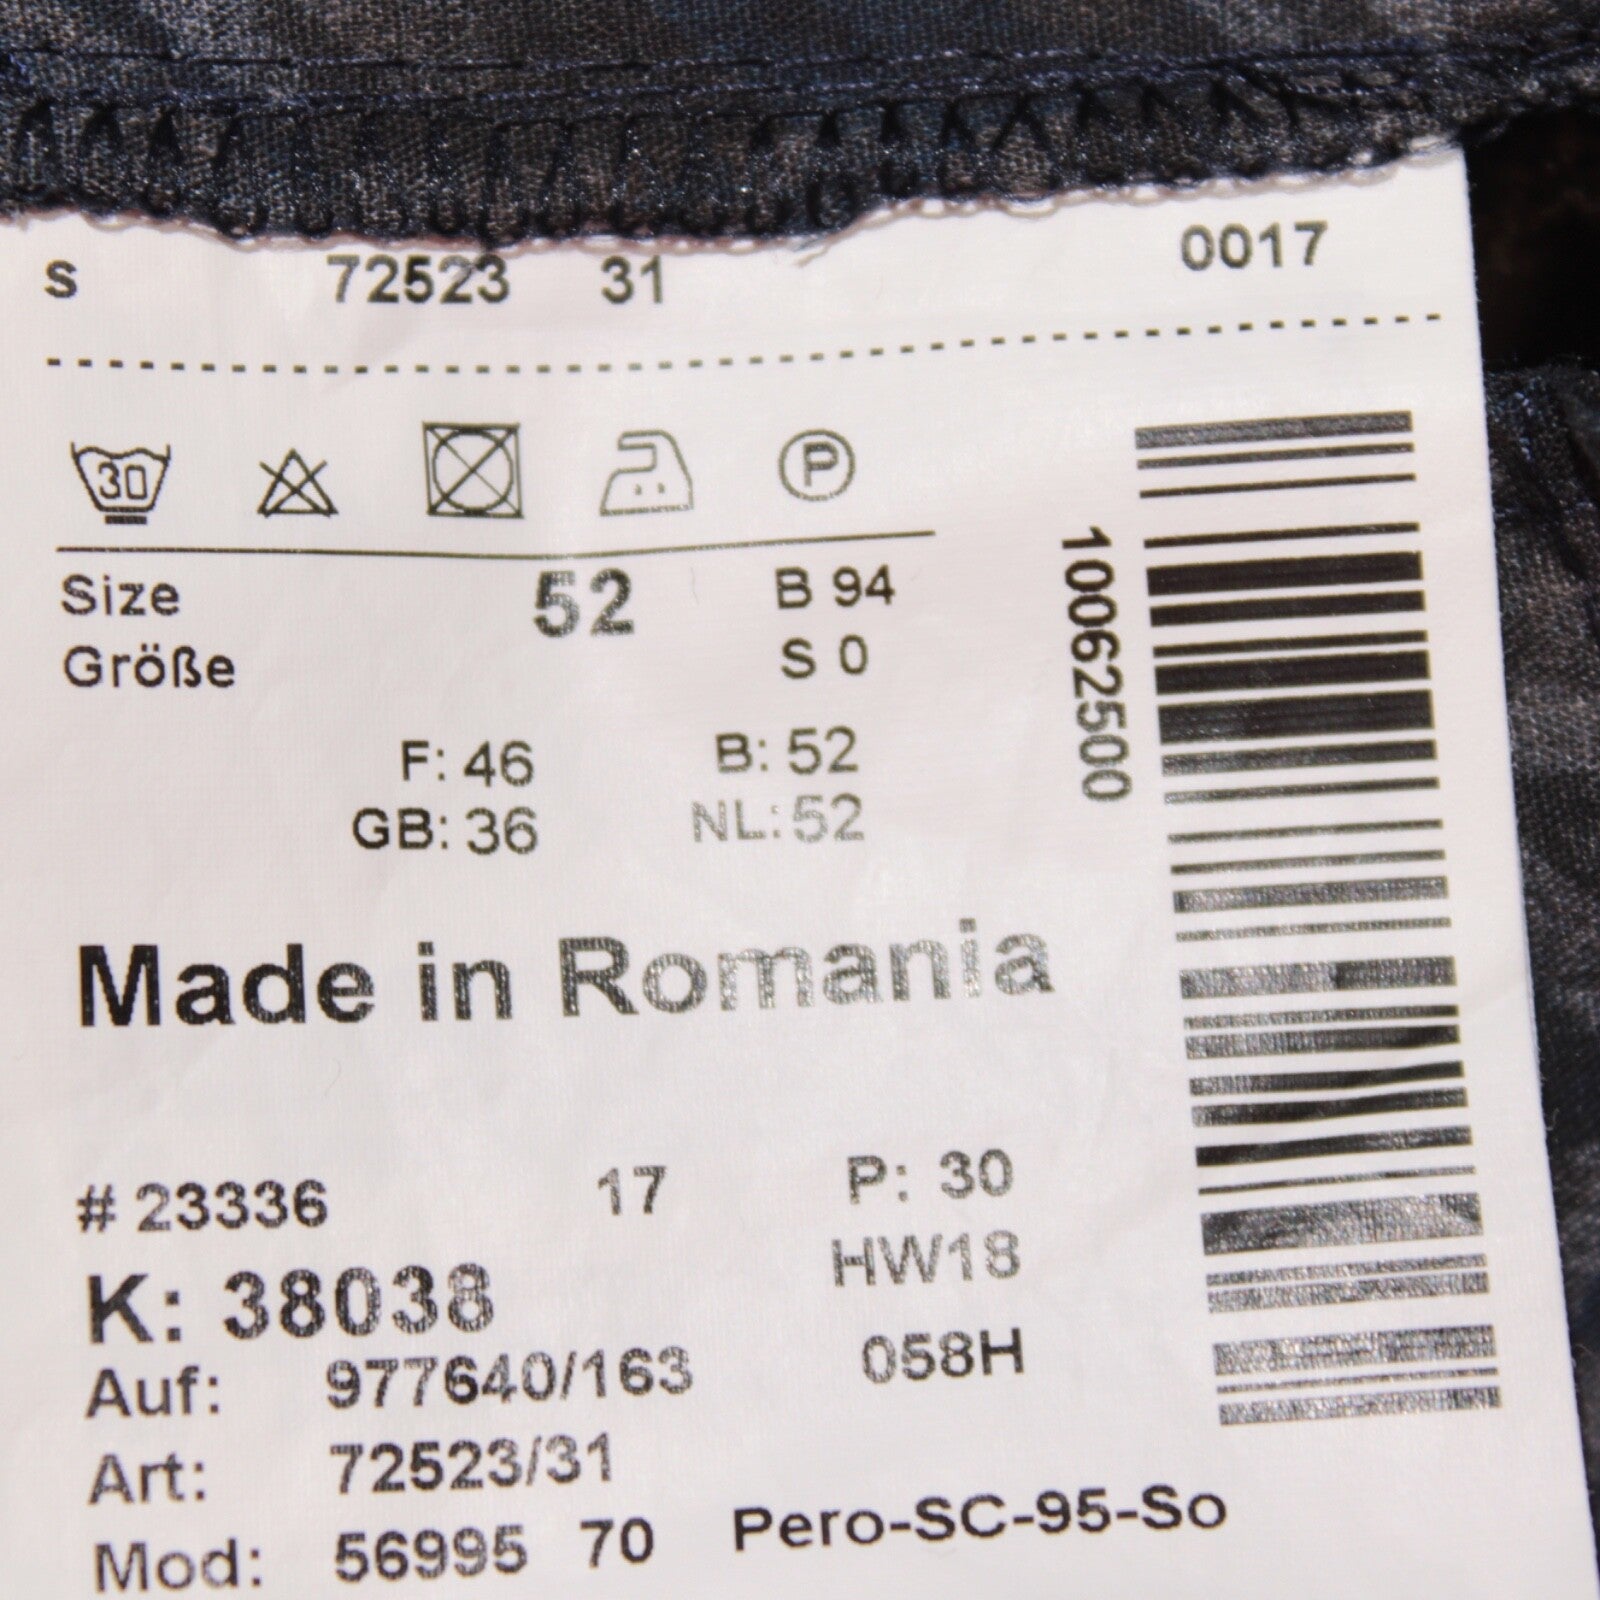 S 72523 31 0017
30 P
Size 52 B 94
Größe S 0
F: 46 B: 52
GB: 36 NL: 52
10062500
Made in Romania
# 23336 17 P: 30
K: 38038 HW18
Auf: 977640/163 058H
Art: 72523/31
Mod: 56995 70 Pero-SC-95-So